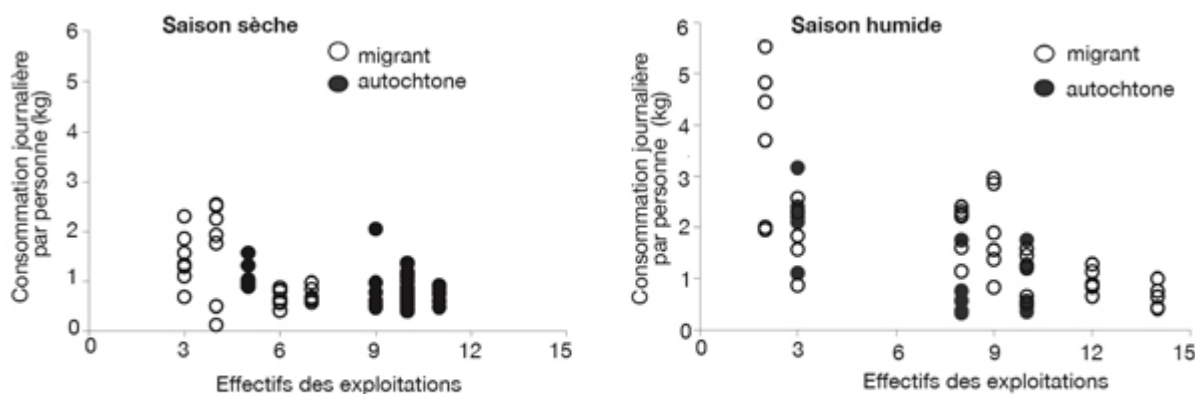 Saison sèche
migrant
autochtone
Consommation journalière
par personne (kg)
6
5
4
3
2
1
0
0 3 6 9 12 15
Effectifs des exploitations
Saison humide
migrant
autochtone
Consommation journalière
par personne (kg)
6
5
4
3
2
1
0
0 3 6 9 12 15
Effectifs des exploitations